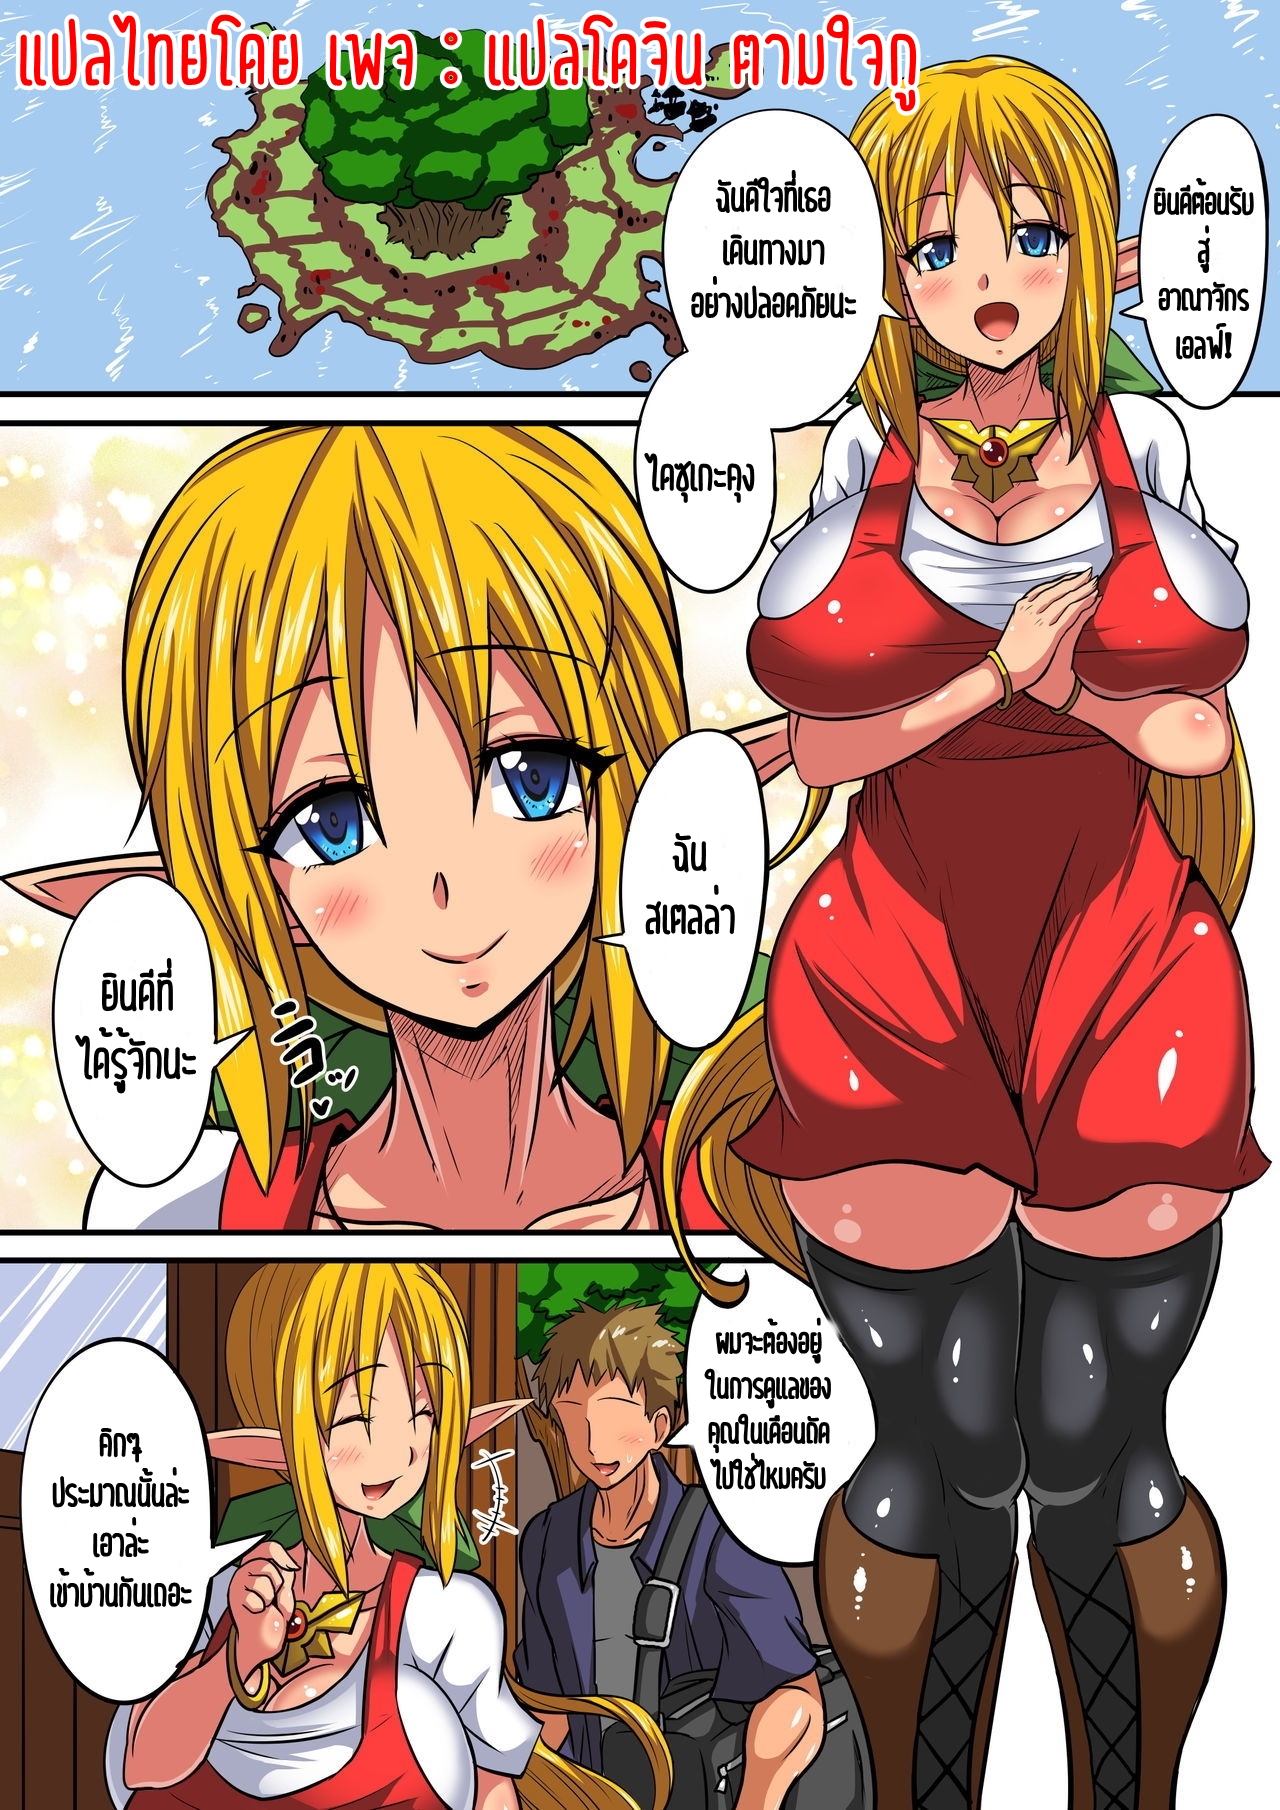 แปลไทยโดย เพจ : แปลโดจิน ตามใจกู
ยินดีต้อนรับ
สู่
อาณาจักร
เอลฟ์!
ฉันดีใจที่เธอ
เดินทางมา
อย่างปลอดภัยนะ
ไดซุเกะคุง
ฉัน
สเตลล่า
ยินดีที่
ได้รู้จักนะ
ニコ...
ผมจะต้องอยู่
ในการดูแลของ
คุณในเดือนถัด
ไปใช่ไหมครับ
คิกๆ
ประมาณนั้นล่ะ
เอาล่ะ
เข้าบ้านกันเถอะ